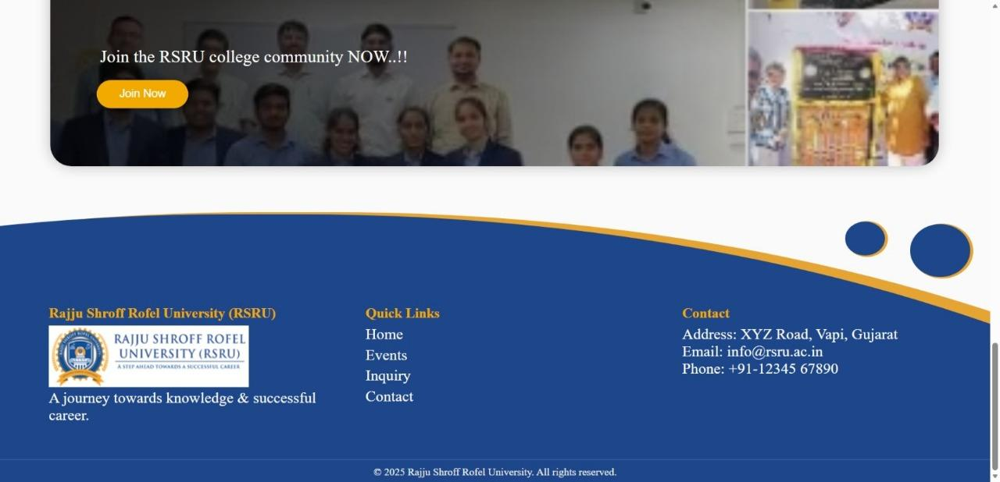 Join the RSRU college community NOW..!!
Join Now
Rajju Shroff Rofel University (RSRU)
RAJJU SHROFF ROFEL
UNIVERSITY (RSRU)
A STEP AHEAD TOWARDS A SUCCESSFUL CAREER
A journey towards knowledge & successful
career.
Quick Links
Home
Events
Inquiry
Contact
Contact
Address: XYZ Road, Vapi, Gujarat
Email: info@rsru.ac.in
Phone: +91-12345 67890
© 2025 Rajju Shroff Rofel University. All rights reserved.